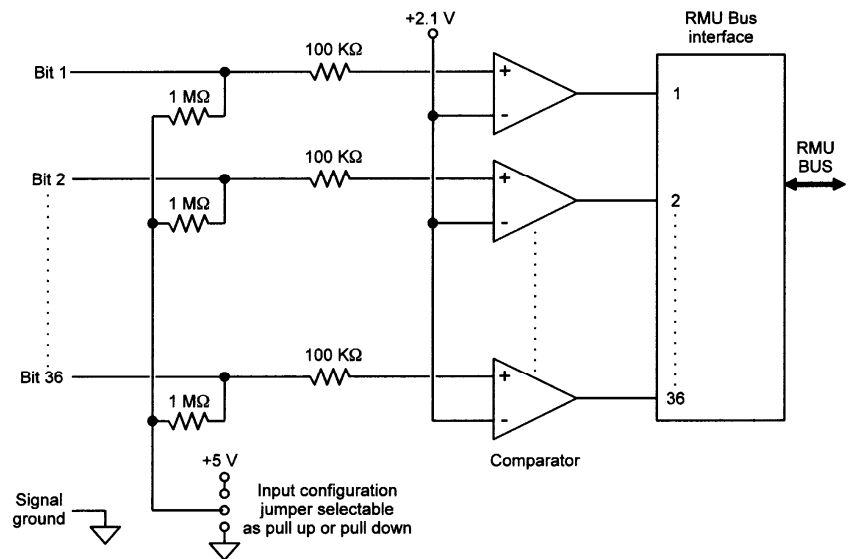 +2.1 V
RMU Bus
interface
100 KΩ
Bit 1
+
1 MΩ
1
-
RMU
BUS
100 KΩ
Bit 2
+
2
1 MΩ
-
100 KΩ
Bit 36
+
1 MΩ
36
-
+5 V
Comparator
Signal
ground
Input configuration
jumper selectable
as pull up or pull down